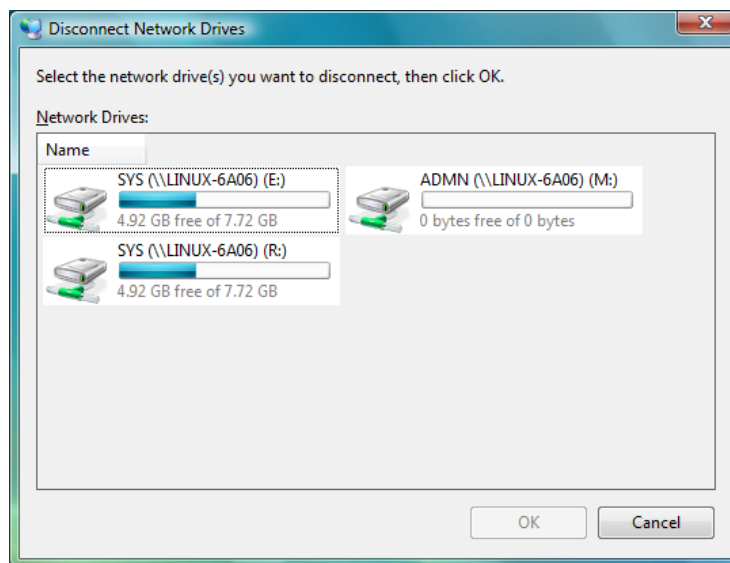 Disconnect Network Drives
X
Select the network drive(s) you want to disconnect, then click OK.
Network Drives:
Name
SYS (\\LINUX-6A06) (E:)
4.92 GB free of 7.72 GB
ADMN (\\LINUX-6A06) (M:)
0 bytes free of 0 bytes
SYS (\\LINUX-6A06) (R:)
4.92 GB free of 7.72 GB
OK
Cancel